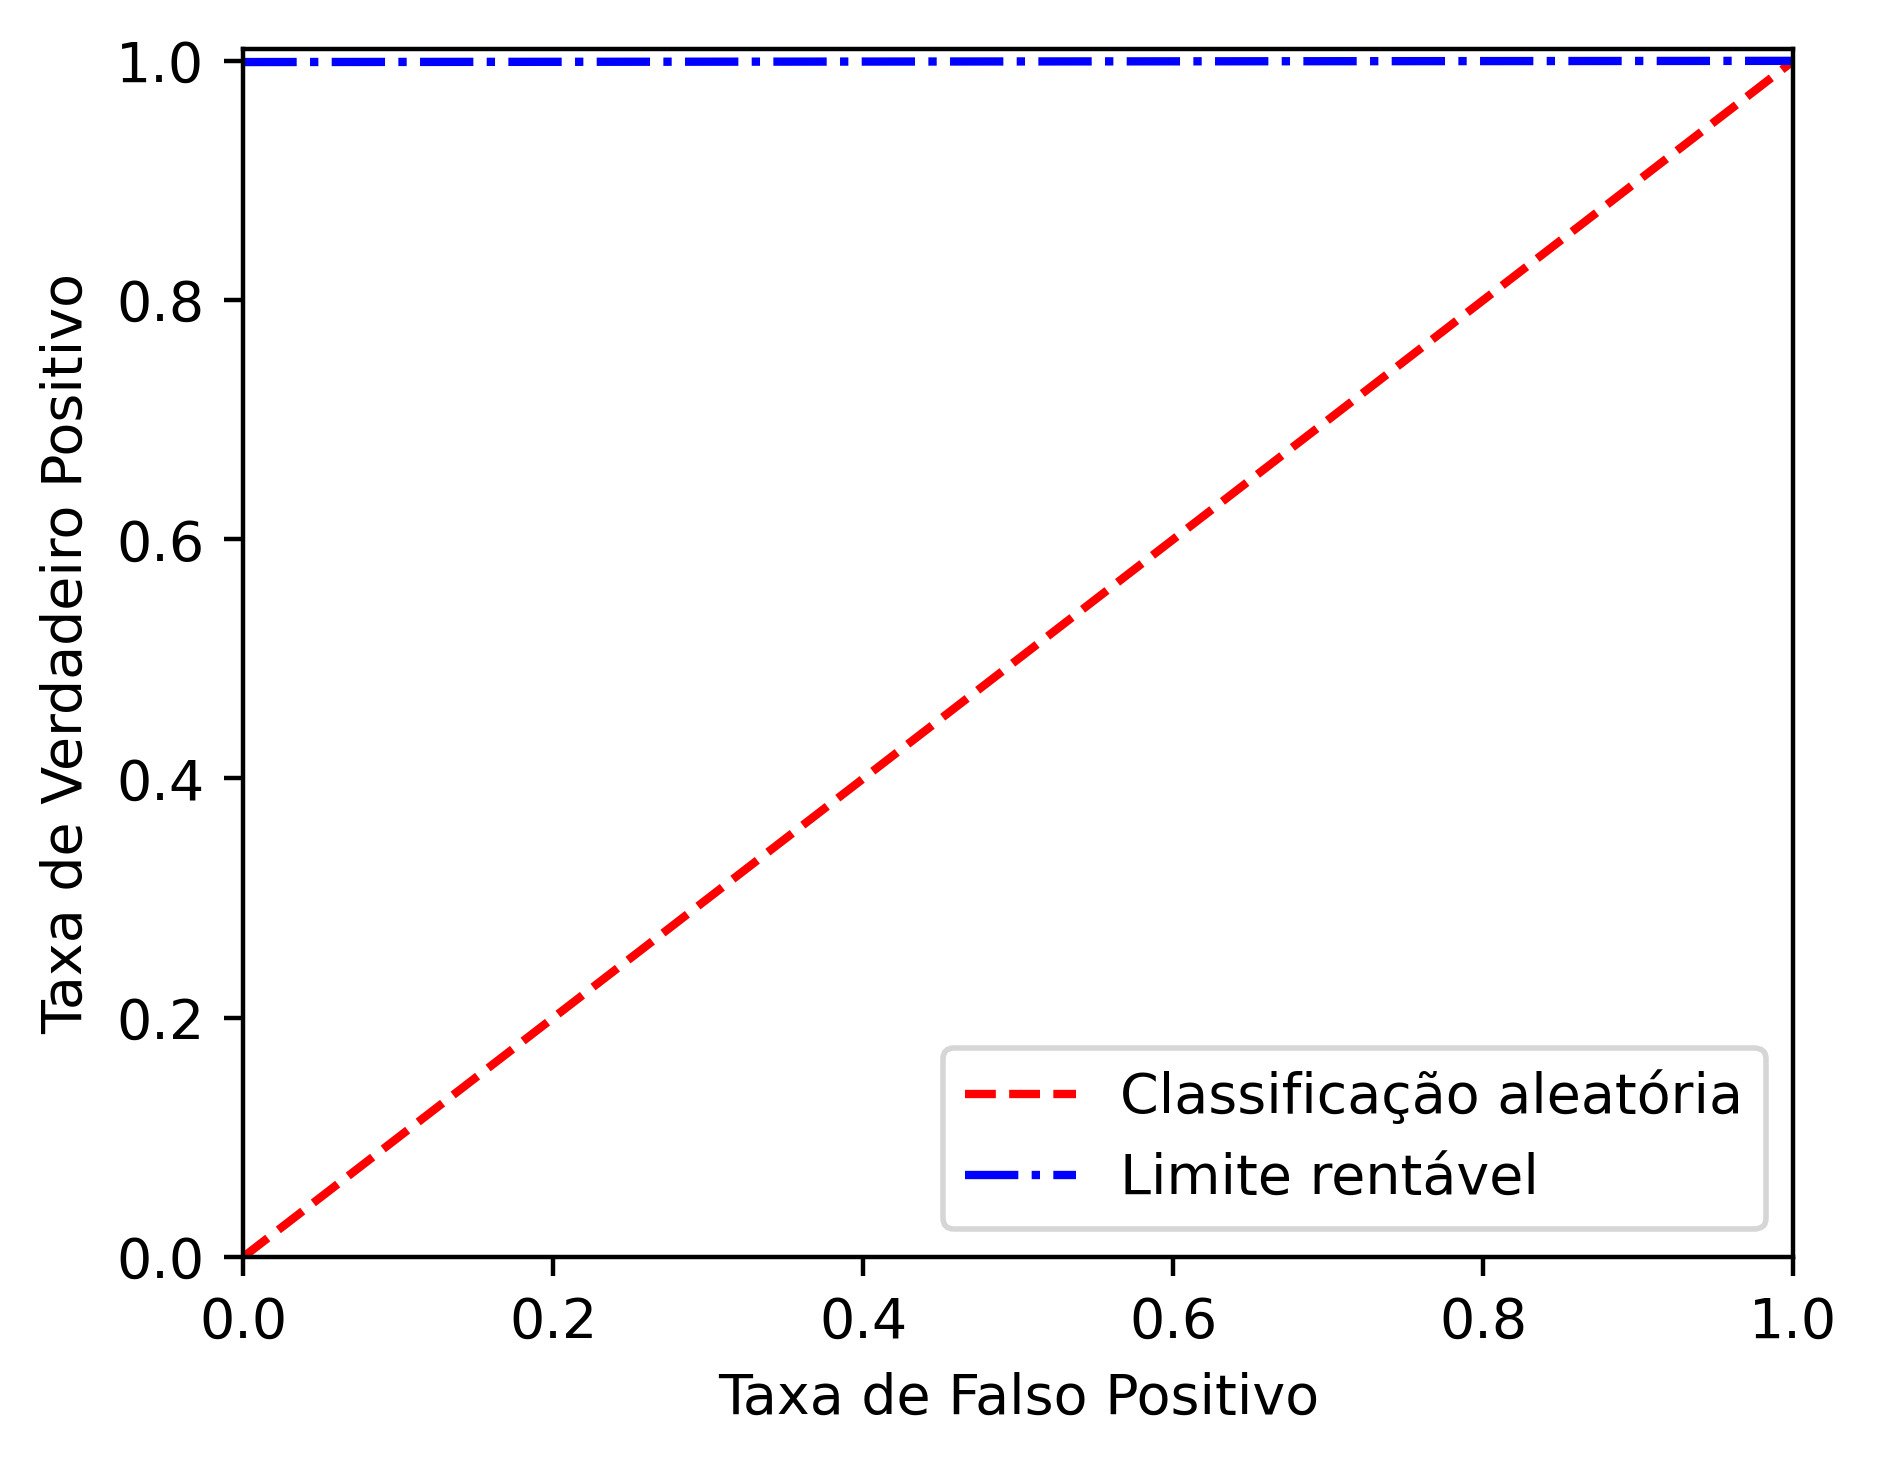 1.0
0.8
0.6
0.4
0.2
0.0
Taxa de Verdadeiro Positivo
Classificação aleatória
Limite rentável
0.0 0.2 0.4 0.6 0.8 1.0
Taxa de Falso Positivo